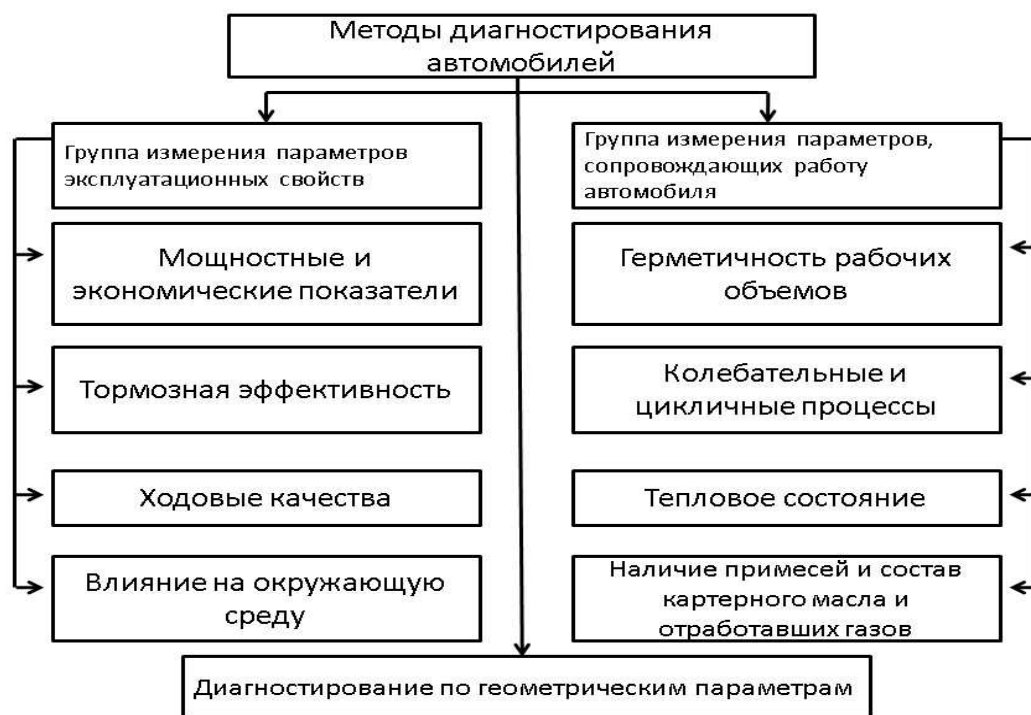 Методы диагностирования
автомобилей
Группа измерения параметров
эксплуатационных свойств
Группа измерения параметров,
сопровождающих работу
автомобиля
Мощностные и
экономические показатели
Герметичность рабочих
объемов
Тормозная эффективность
Колебательные и
цикличные процессы
Ходовые качества
Тепловое состояние
Влияние на окружающую
среду
Наличие примесей и состав
картерного масла и
отработавших газов
Диагностирование по геометрическим параметрам